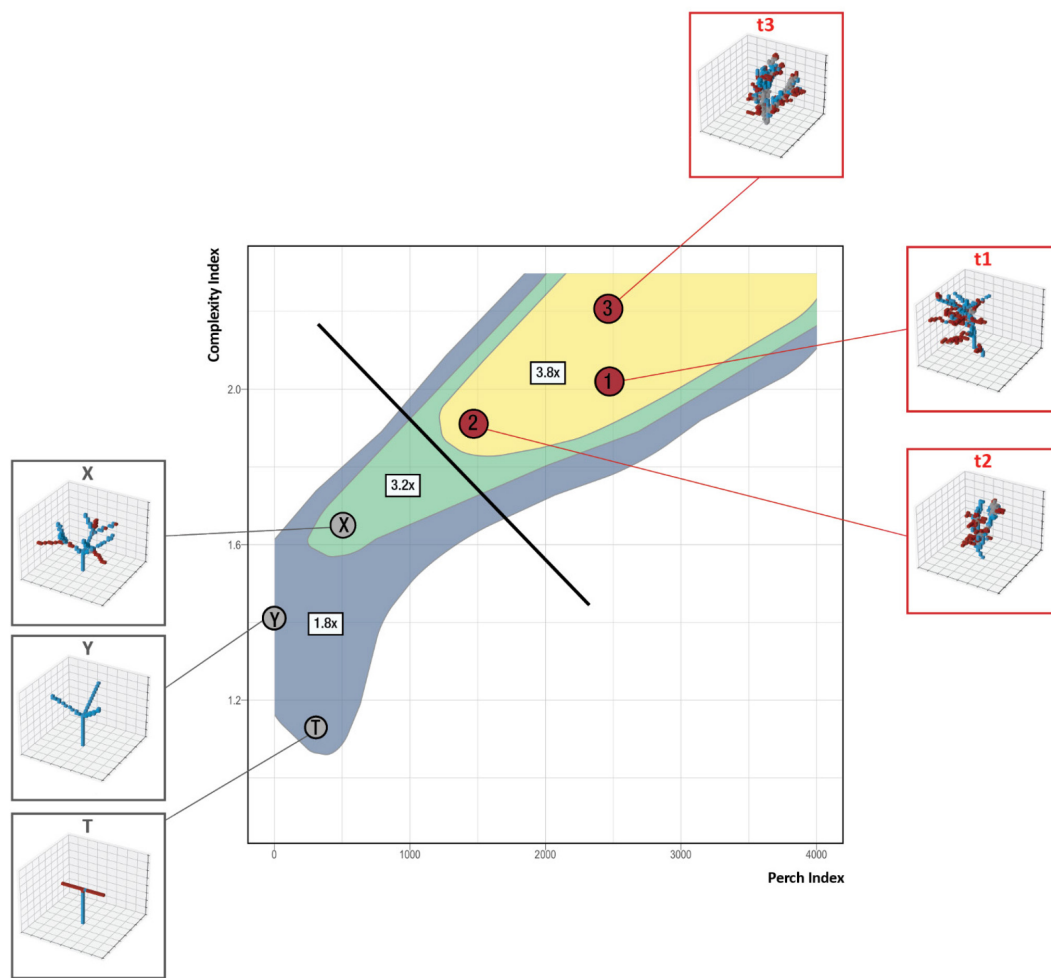 t3
t1
t2
X
Y
T
Complexity Index
2.0
1.6
1.2
3
1
3.8x
2
3.2x
X
Y
1.8x
T
0
1000
2000
3000
4000
Perch Index